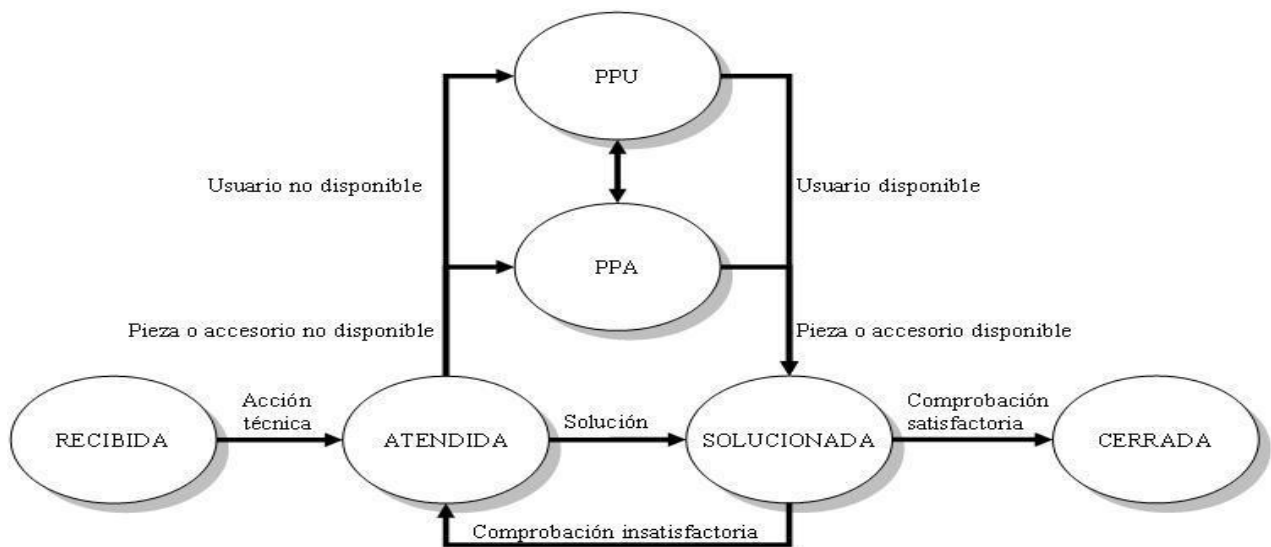 PPU
Usuario no disponible
Usuario disponible
PPA
Pieza o accesorio no disponible
Pieza o accesorio disponible
RECIBIDA
Acción
técnica
ATENDIDA
Solución
SOLUCIONADA
Comprobación
satisfactoria
CERRADA
Comprobación insatisfactoria